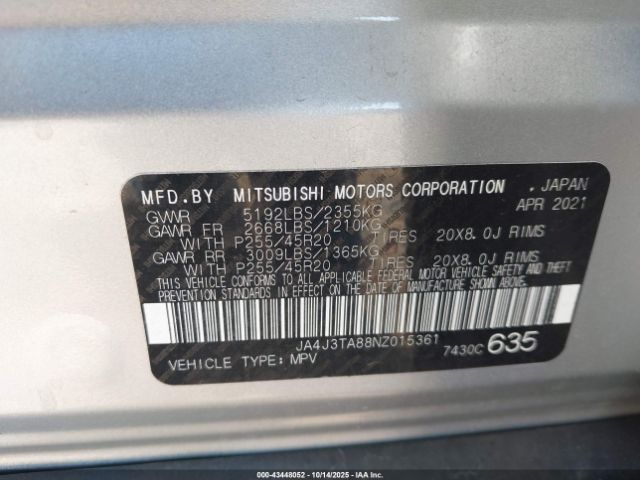 MFD.BY MITSUBISHI MOTORS CORPORATION . JAPAN
GVWR 5192LBS/2355KG APR 2021
GAWR FR 2668LBS/1210KG
WITH P255/45R20 TIRES 20X8.0J RIMS
GAWR RR 3009LBS/1365KG
WITH P255/45R20 TIRES 20X8.0J RIMS
THIS VEHICLE CONFORMS TO ALL APPLICABLE FEDERAL MOTOR VEHICLE SAFETY AND THEFT
PREVENTION STANDARDS IN EFFECT ON THE DATE OF MANUFACTURE SHOWN ABOVE.
JA4J3TA88NZ015361
VEHICLE TYPE: MPV 7430C 635
000-43448052 | 10/14/2025 | Copyright © IAA, Inc.